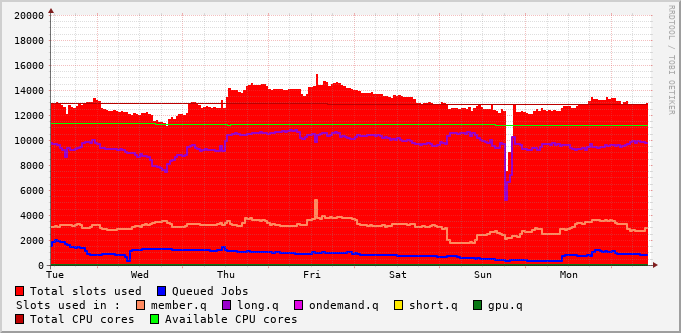 20000
18000
16000
14000
12000
10000
8000
6000
4000
2000
0
Tue Wed Thu Fri Sat Sun Mon
Total slots used Queued Jobs
Slots used in : member.q long.q ondemand.q short.q gpu.q
Total CPU cores Available CPU cores
RRDTOOL / TOBI OETIKER